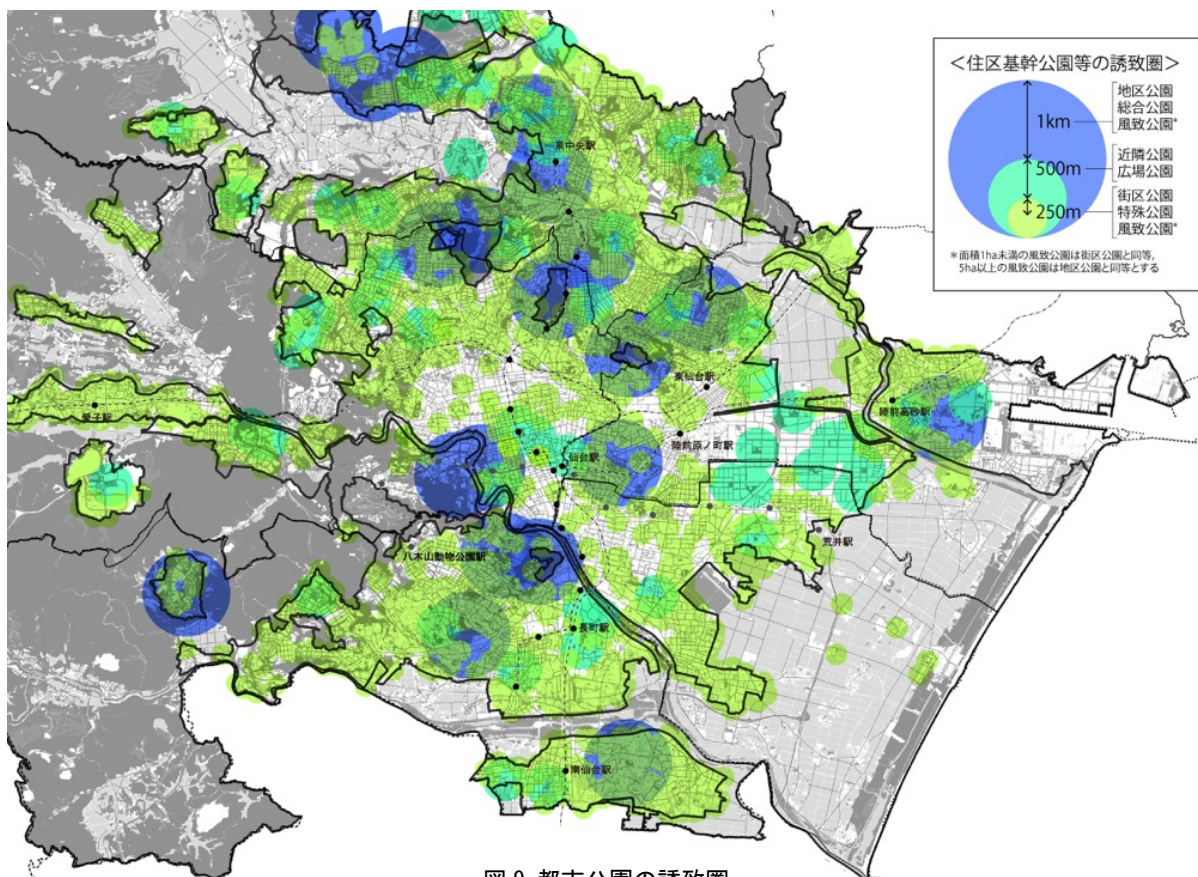 <住区基幹公園等の誘致圏>
1km
地区公園
総合公園
風致公園*
500m
近隣公園
広場公園
250m
街区公園
特殊公園
風致公園*
*面積1ha未満の風致公園は街区公園と同等,
5ha以上の風致公園は地区公園と同等とする
泉中央駅
東仙台駅
陸前高砂駅
愛子駅
陸前原ノ町駅
仙台駅
荒井駅
八木山動物公園駅
長町駅
南仙台駅
図9 都市公園の誘致圏